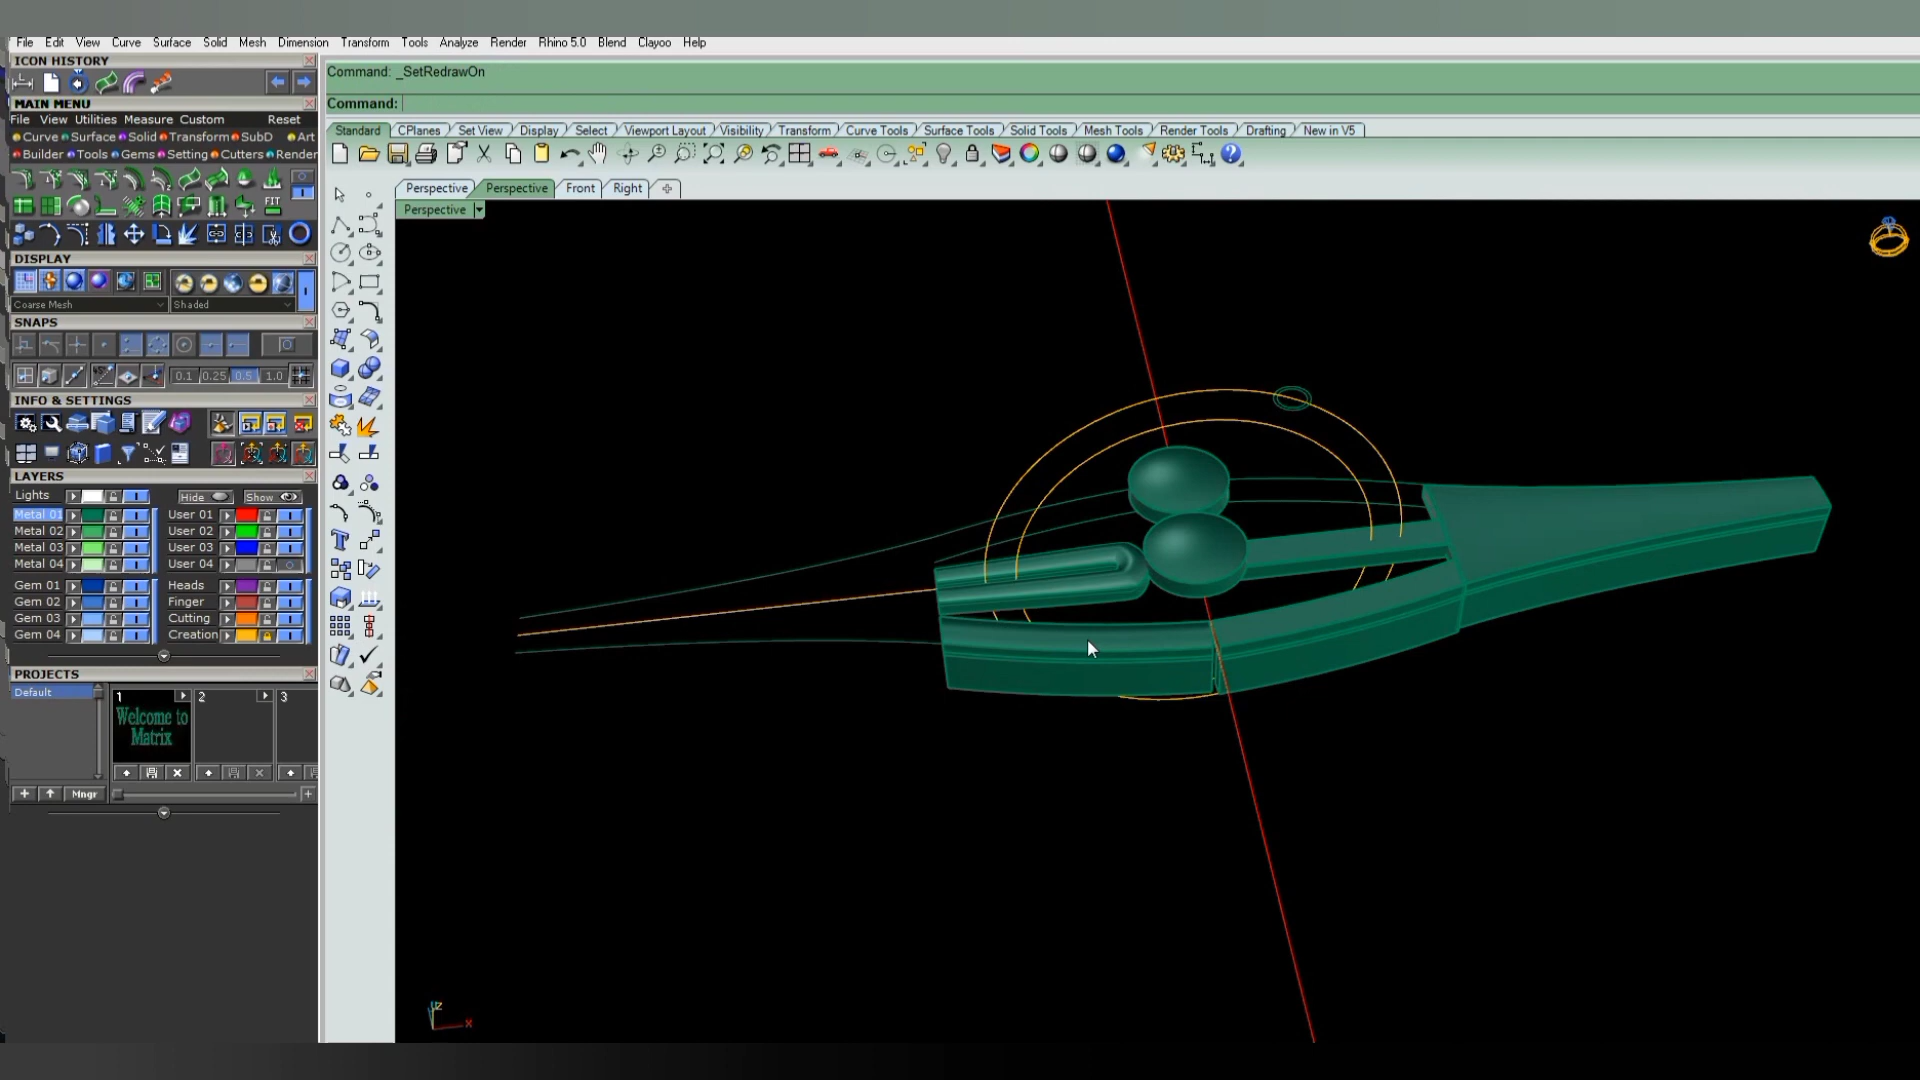 File Edit View Curve Surface Solid Mesh Dimension Transform Tools Analyze Render Rhino 5.0 Blend Clayoo Help
ICON HISTORY
MAIN MENU
File View Utilities Measure Custom Reset
Curve Surface Solid Transform SubD Art
Builder Tools Gems Setting Cutters Render
FIT
DISPLAY
Coarse Mesh Shaded
SNAPS
0.1 0.25 0.5 1.0
INFO & SETTINGS
LAYERS
Lights Hide Show
Metal 01 User 01
Metal 02 User 02
Metal 03 User 03
Metal 04 User 04
Gem 01 Heads
Gem 02 Finger
Gem 03 Cutting
Gem 04 Creation
PROJECTS
Default 1 2 3
Welcome to
Matrix
Mngr
Command: _SetRedrawOn
Command:
Standard CPlanes Set View Display Select Viewport Layout Visibility Transform Curve Tools Surface Tools Solid Tools Mesh Tools Render Tools Drafting New in V5
Perspective Perspective Front Right
Perspective
z
x